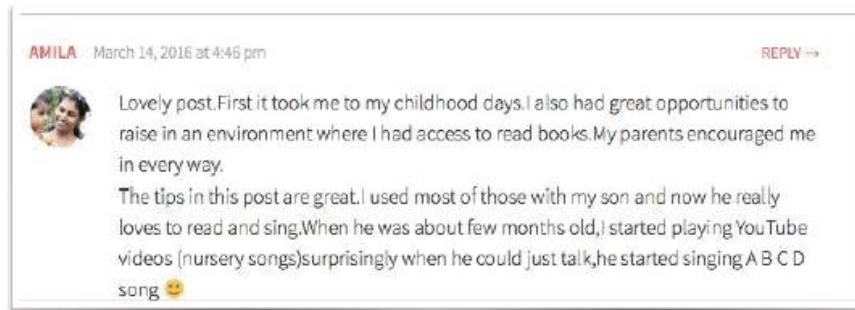 AMILA March 14, 2016 at 4:46 pm REPLY →
Lovely post.First it took me to my childhood days.I also had great opportunities to
raise in an environment where I had access to read books.My parents encouraged me
in every way.
The tips in this post are great.I used most of those with my son and now he really
loves to read and sing.When he was about few months old,I started playing YouTube
videos (nursery songs)surprisingly when he could just talk,he started singing A B C D
song 🙂